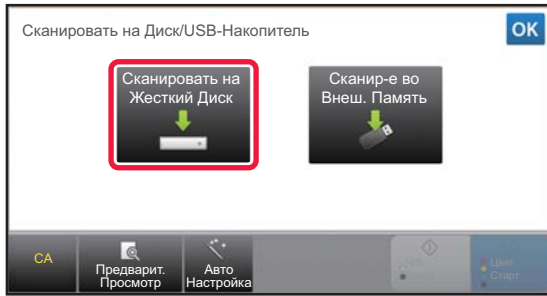 Сканировать на Диск/USB-Накопитель
OK
Сканировать на
Жесткий Диск
Сканир-е во
Внеш. Память
CA
Предварит.
Просмотр
Авто
Настройка
Цвет
Старт